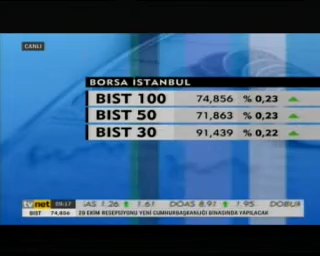 CANLI
BORSA İSTANBUL
BIST 100 74,856 % 0,23
BIST 50 71,863 % 0,23
BIST 30 91,439 % 0,22
tvnet 09:37 IAS 1.26 1.61 DOAS 8.91 1.95 DOBUR
BIST 74,856 29 EKİM RESEPSİYONU YENİ CUMHURBAŞKANLIĞI BİNASINDA YAPILACAK